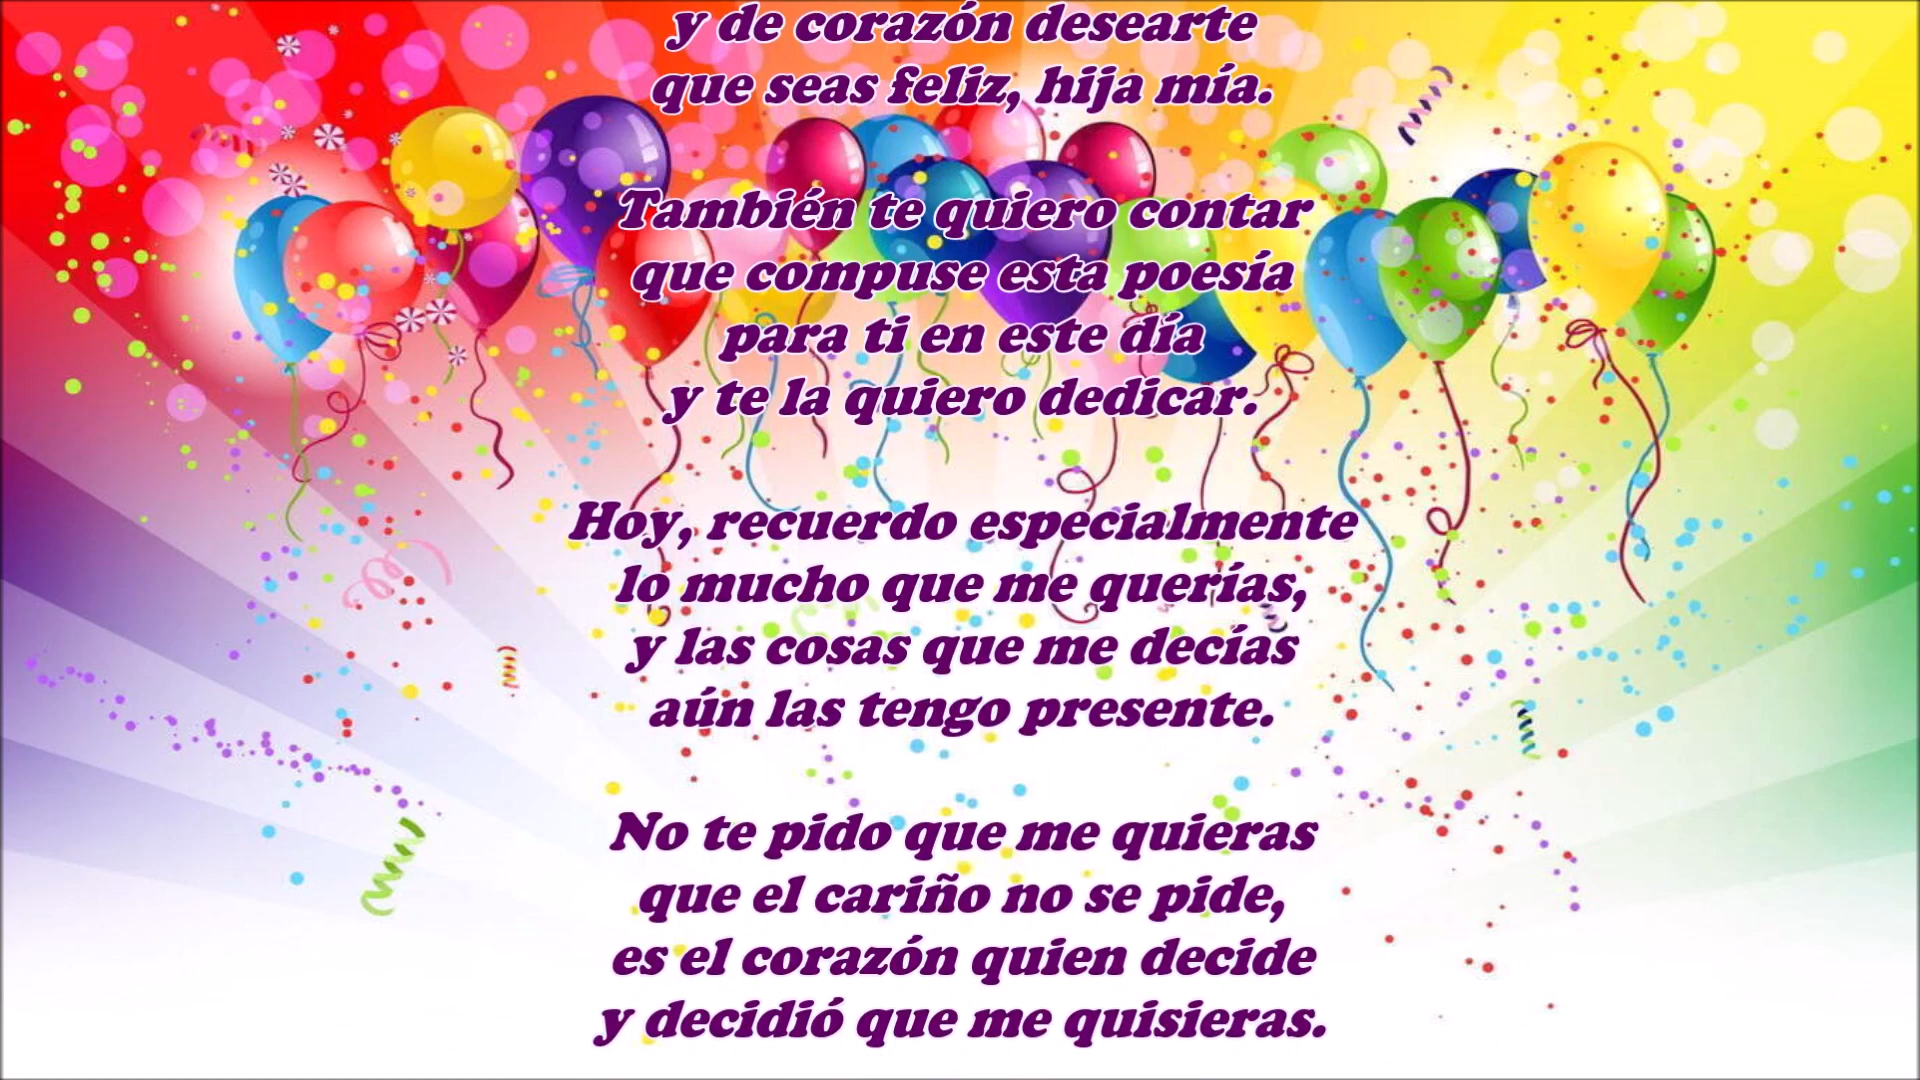 y de corazón desearte
que seas feliz, hija mía.
También te quiero contar
que compuse esta poesía
para ti en este día
y te la quiero dedicar.
Hoy, recuerdo especialmente
lo mucho que me querías,
y las cosas que me decías
aún las tengo presente.
No te pido que me quieras
que el cariño no se pide,
es el corazón quien decide
y decidió que me quisieras.